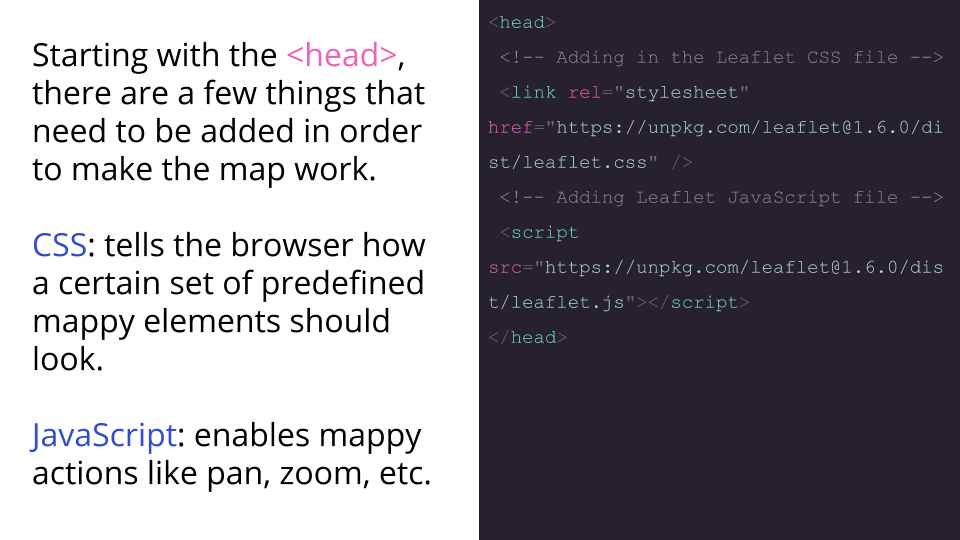 Starting with the <head>,
there are a few things that
need to be added in order
to make the map work.
CSS: tells the browser how
a certain set of predefined
mappy elements should
look.
JavaScript: enables mappy
actions like pan, zoom, etc.
<head>
<!-- Adding in the Leaflet CSS file -->
<link rel="stylesheet"
href="https://unpkg.com/leaflet@1.6.0/di
st/leaflet.css" />
<!-- Adding Leaflet JavaScript file -->
<script
src="https://unpkg.com/leaflet@1.6.0/dis
t/leaflet.js"></script>
</head>